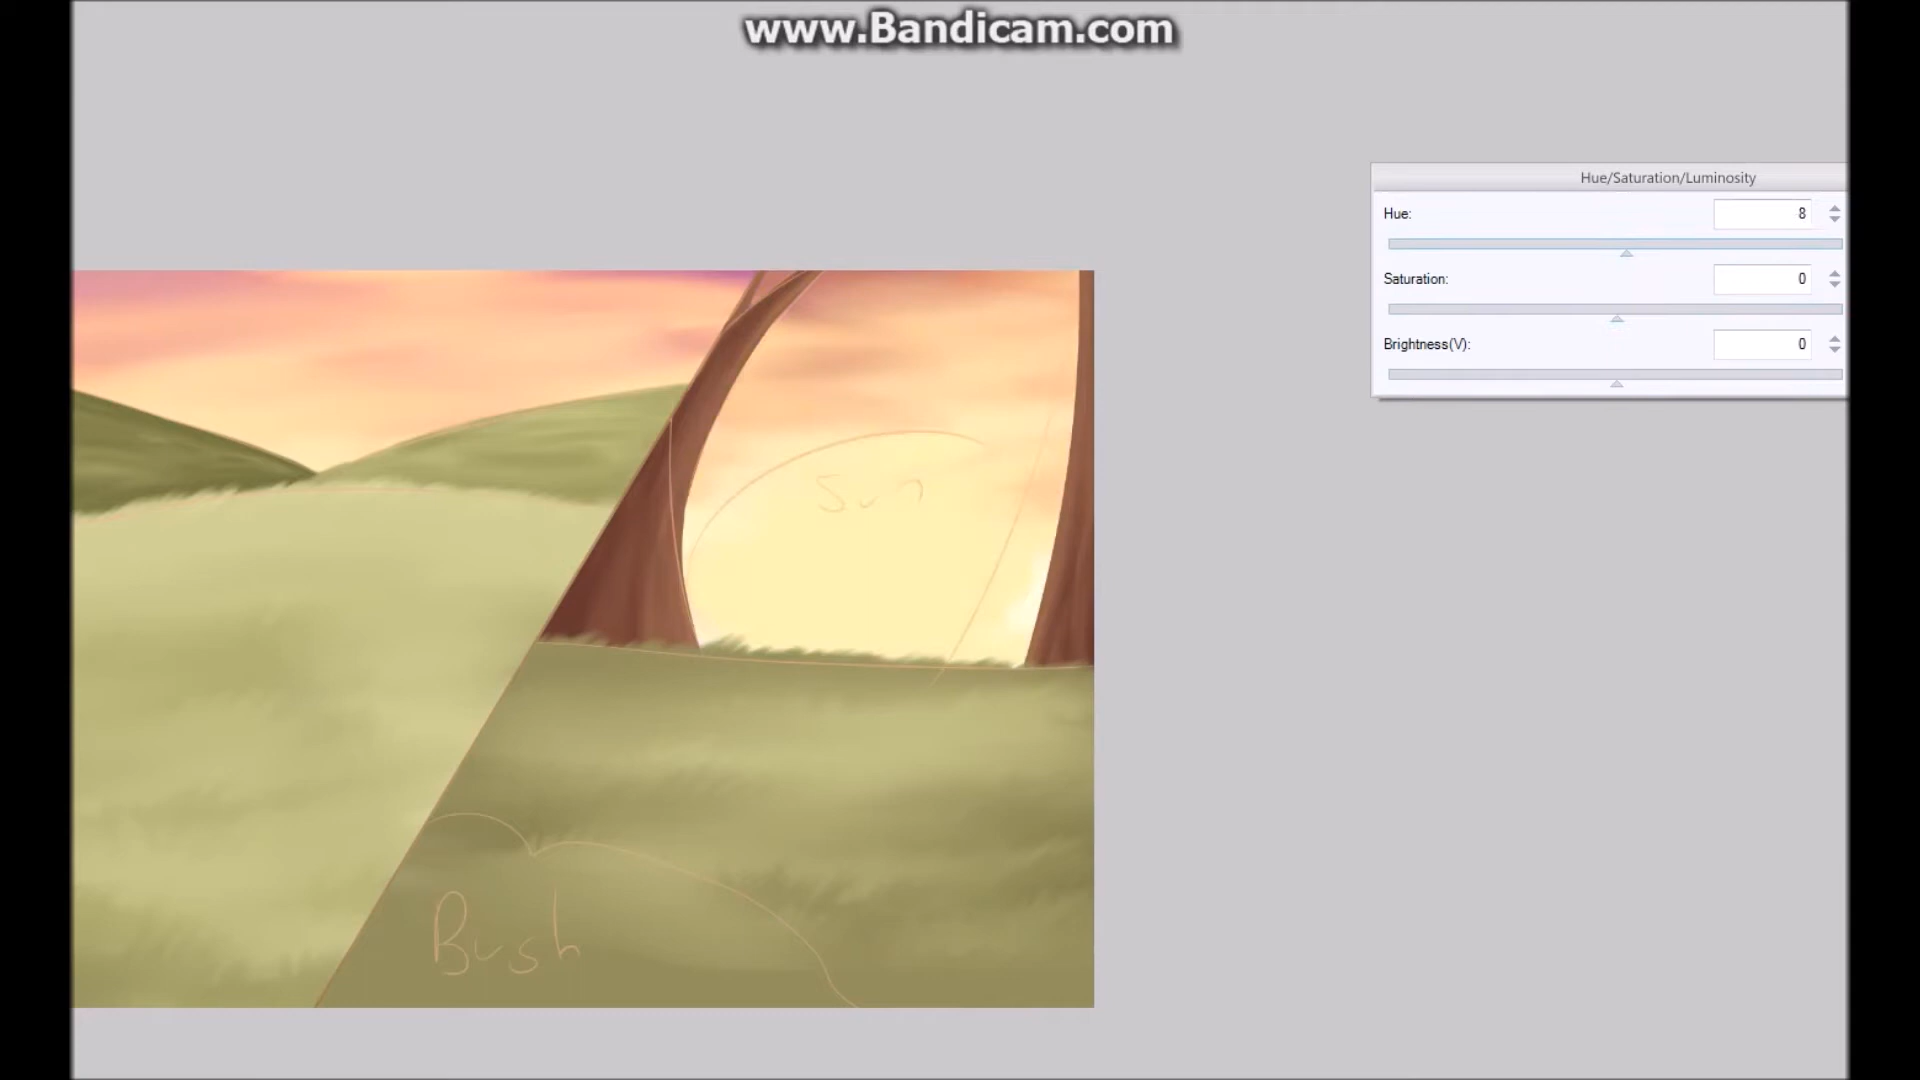 www.Bandicam.com
Hue/Saturation/Luminosity
Hue: 8
Saturation: 0
Brightness(V): 0
Sun
Bush